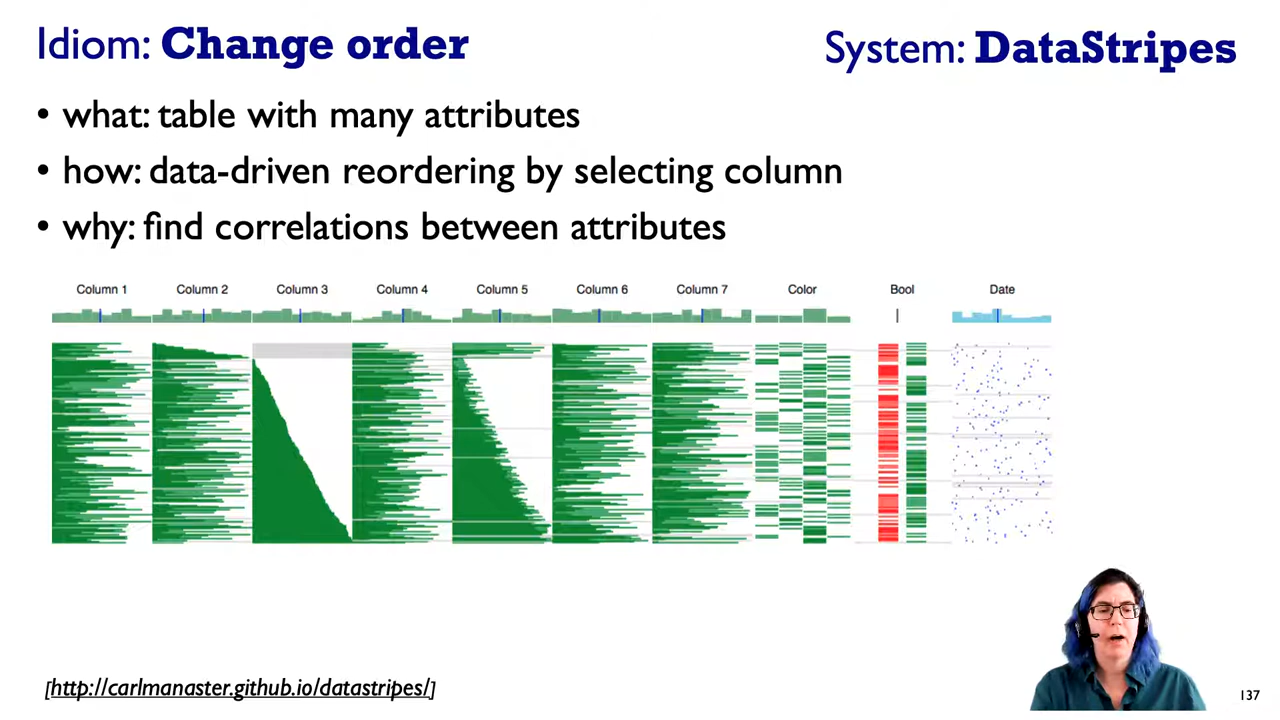 Idiom: Change order
System: DataStripes
• what: table with many attributes
• how: data-driven reordering by selecting column
• why: find correlations between attributes
Column 1 Column 2 Column 3 Column 4 Column 5 Column 6 Column 7 Color Bool Date
[http://carlmanaster.github.io/datastripes/]
137